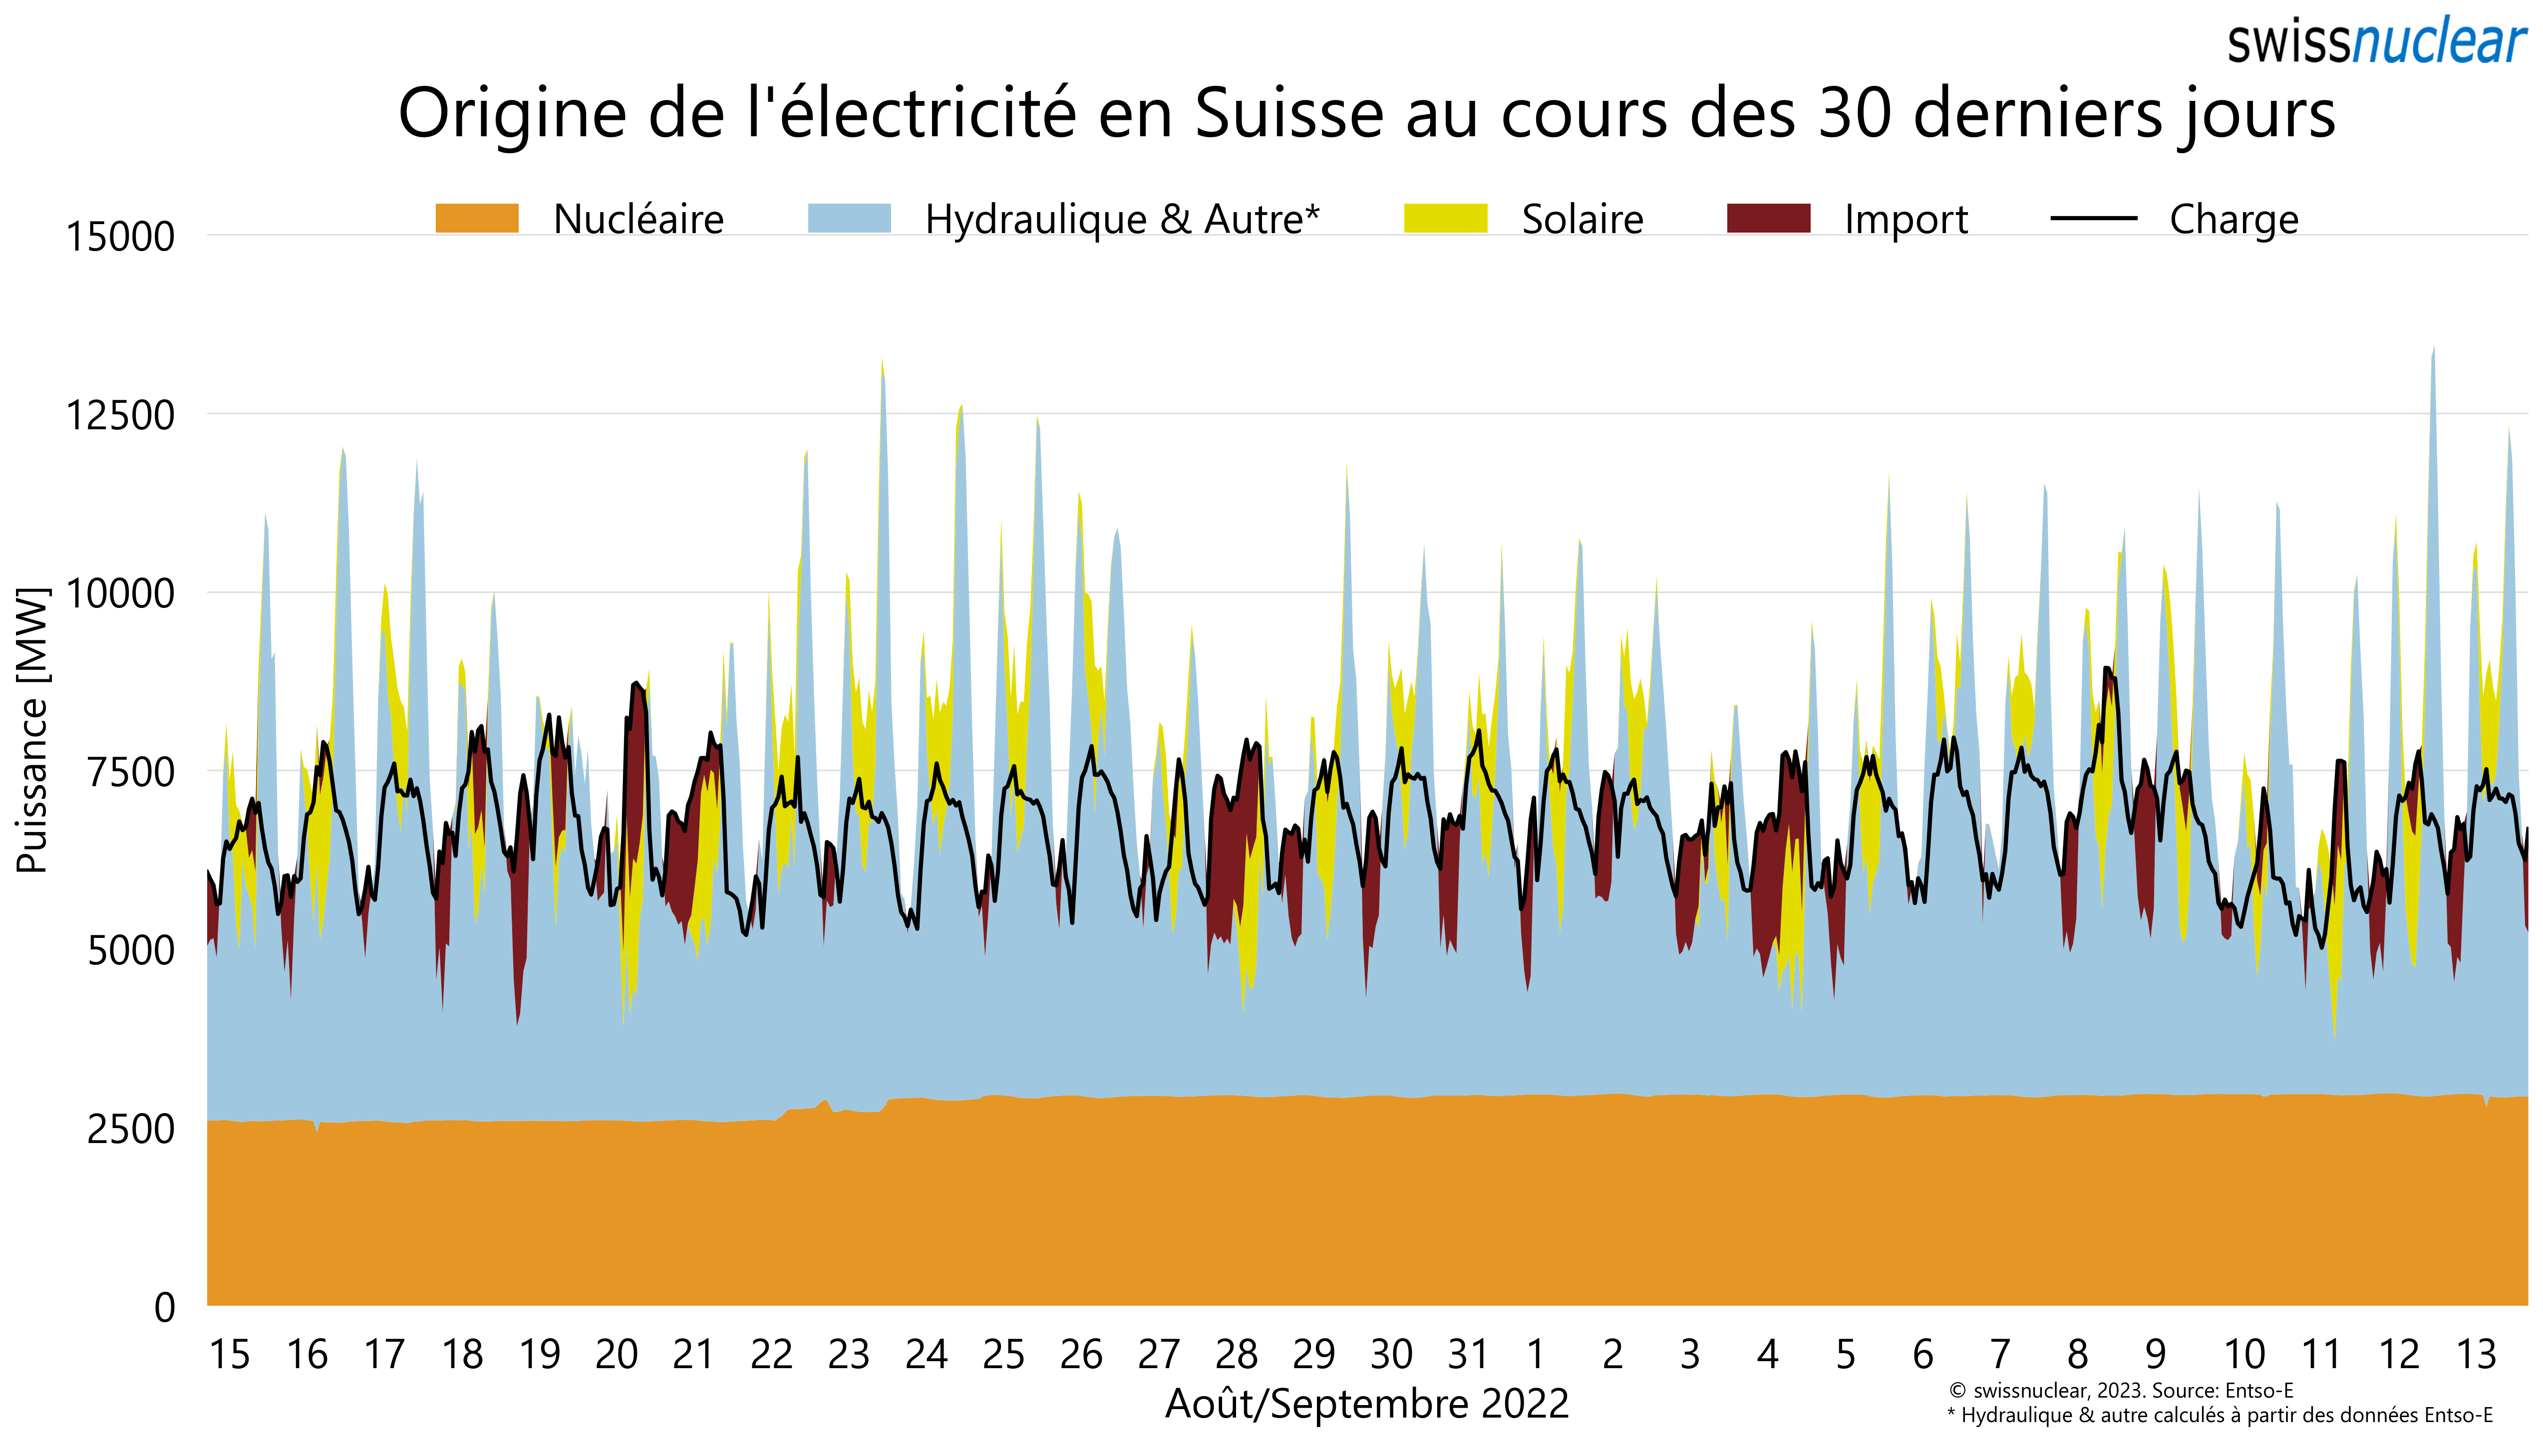 swissnuclear
Origine de l'électricité en Suisse au cours des 30 derniers jours
Nucléaire Hydraulique & Autre* Solaire Import Charge
15000
12500
10000
7500
5000
2500
0
Puissance [MW]
15 16 17 18 19 20 21 22 23 24 25 26 27 28 29 30 31 1 2 3 4 5 6 7 8 9 10 11 12 13
Août/Septembre 2022
© swissnuclear, 2023. Source: Entso-E
* Hydraulique & autre calculés à partir des données Entso-E